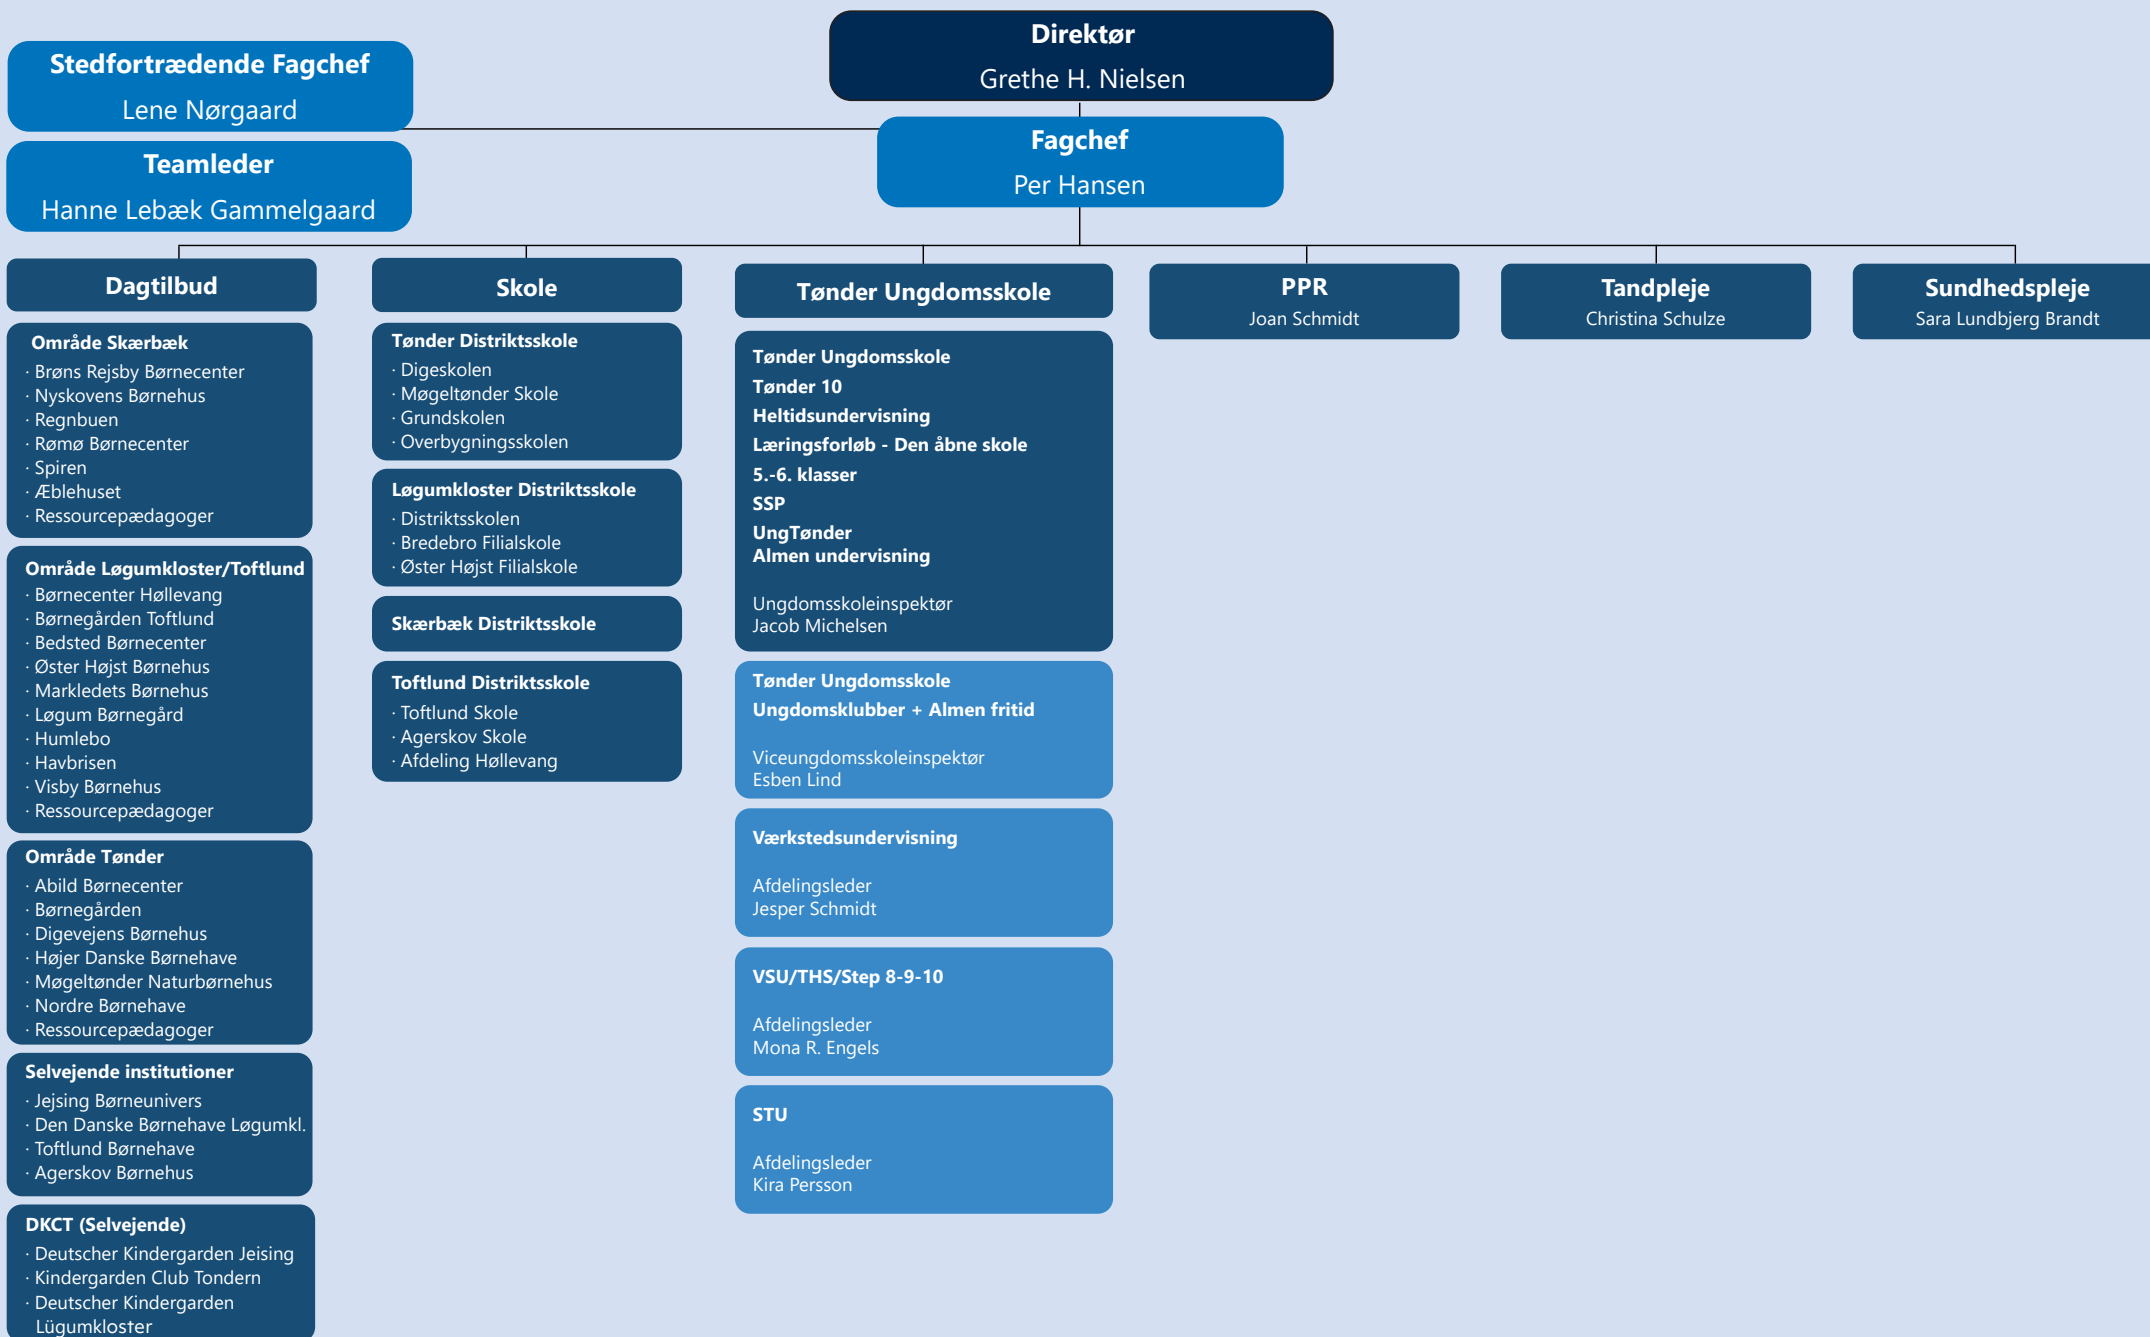 Direktør
Grethe H. Nielsen
Stedfortrædende Fagchef
Lene Nørgaard
Fagchef
Per Hansen
Teamleder
Hanne Lebæk Gammelgaard
Dagtilbud
Område Skærbæk
· Brøns Rejsby Børnecenter
· Nyskovens Børnehus
· Regnbuen
· Rømø Børnecenter
· Spiren
· Æblehuset
· Ressourcepædagoger
Område Løgumkloster/Toftlund
· Børnecenter Høllevang
· Børnegården Toftlund
· Bedsted Børnecenter
· Øster Højst Børnehus
· Markledets Børnehus
· Løgum Børnegård
· Humlebo
· Havbrisen
· Visby Børnehus
· Ressourcepædagoger
Område Tønder
· Abild Børnecenter
· Børnegården
· Digevejens Børnehus
· Højer Danske Børnehave
· Møgeltønder Naturbørnehus
· Nordre Børnehave
· Ressourcepædagoger
Selvejende institutioner
· Jejsing Børneunivers
· Den Danske Børnehave Løgumkl.
· Toftlund Børnehave
· Agerskov Børnehus
DKCT (Selvejende)
· Deutscher Kindergarden Jeising
· Kindergarden Club Tondern
· Deutscher Kindergarden
Lügumkloster
Skole
Tønder Distriktsskole
· Digeskolen
· Møgeltønder Skole
· Grundskolen
· Overbygningsskolen
Løgumkloster Distriktsskole
· Distriktsskolen
· Bredebro Filialskole
· Øster Højst Filialskole
Skærbæk Distriktsskole
Toftlund Distriktsskole
· Toftlund Skole
· Agerskov Skole
· Afdeling Høllevang
Tønder Ungdomsskole
Tønder Ungdomsskole
Tønder 10
Heltidsundervisning
Læringsforløb - Den åbne skole
5.-6. klasser
SSP
UngTønder
Almen undervisning
Ungdomsskoleinspektør
Jacob Michelsen
Tønder Ungdomsskole
Ungdomsklubber + Almen fritid
Viceungdomsskoleinspektør
Esben Lind
Værkstedsundervisning
Afdelingsleder
Jesper Schmidt
VSU/THS/Step 8-9-10
Afdelingsleder
Mona R. Engels
STU
Afdelingsleder
Kira Persson
PPR
Joan Schmidt
Tandpleje
Christina Schulze
Sundhedspleje
Sara Lundbjerg Brandt